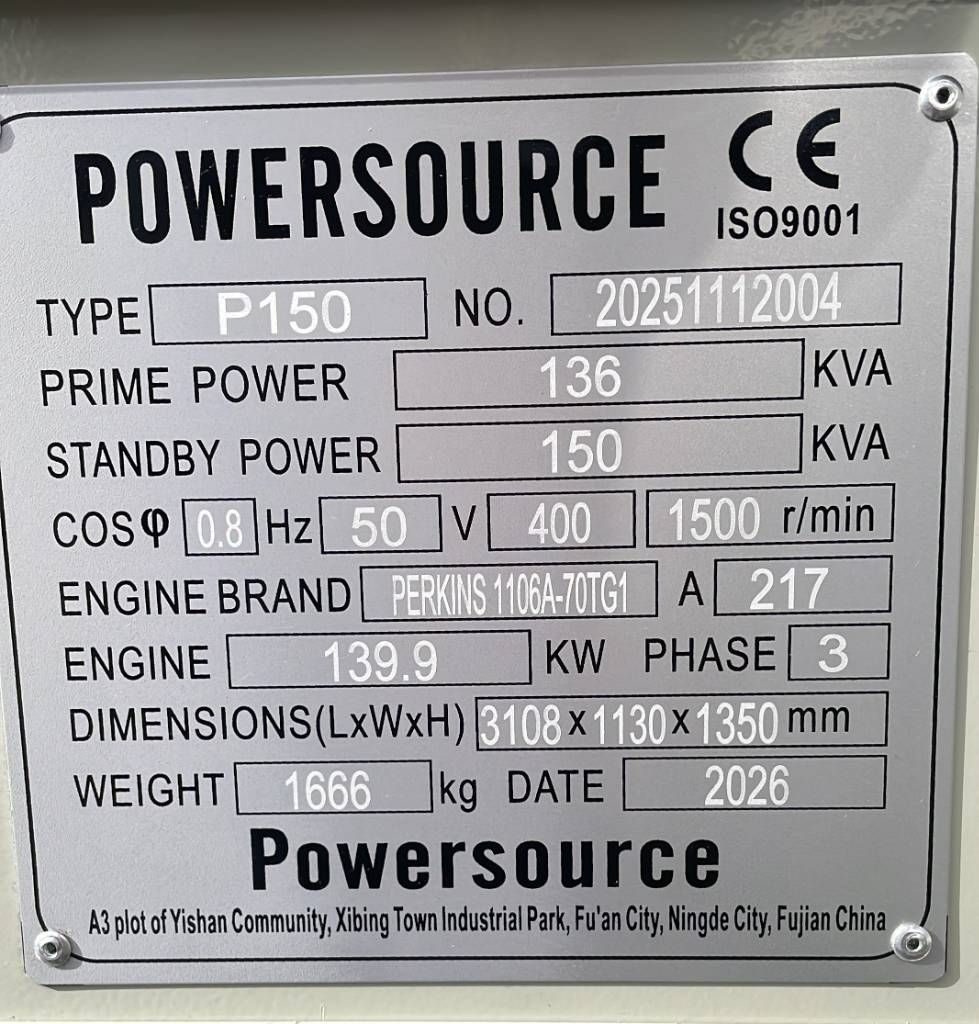 POWERSOURCE CE
ISO9001
TYPE P150 NO. 20251112004
PRIME POWER 136 KVA
STANDBY POWER 150 KVA
COSφ 0.8 Hz 50 V 400 1500 r/min
ENGINE BRAND PERKINS 1106A-70TG1 A 217
ENGINE 139.9 KW PHASE 3
DIMENSIONS(LxWxH) 3108x1130x1350 mm
WEIGHT 1666 kg DATE 2026
Powersource
A3 plot of Yishan Community, Xibing Town Industrial Park, Fu'an City, Ningde City, Fujian China